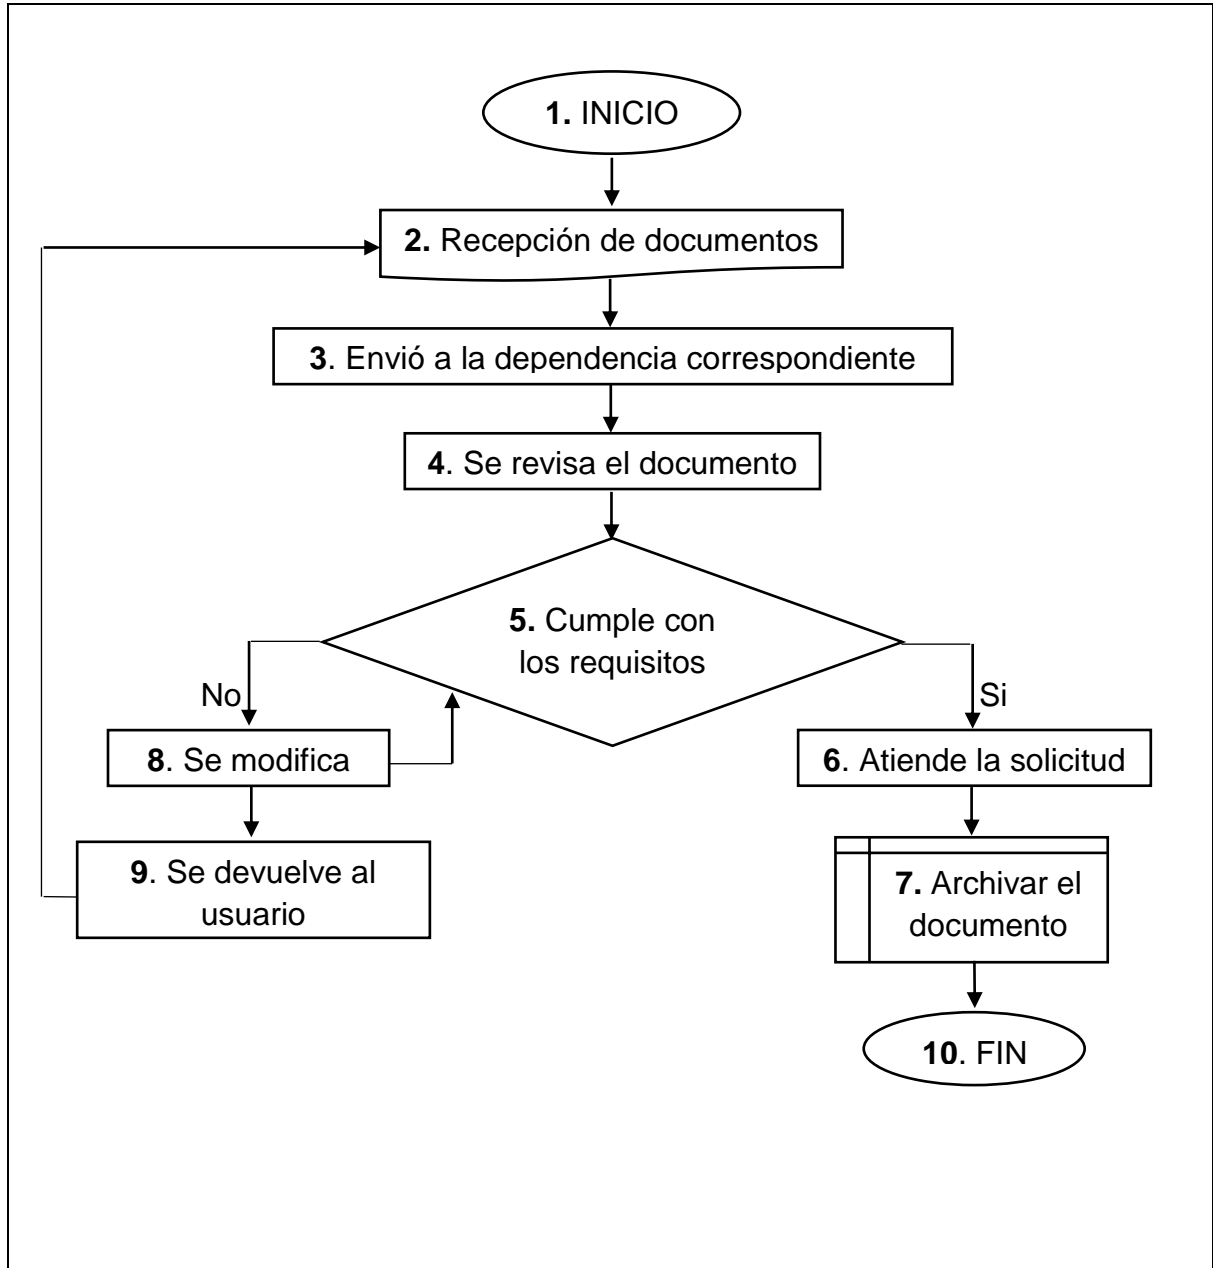 1. INICIO
2. Recepción de documentos
3. Envió a la dependencia correspondiente
4. Se revisa el documento
5. Cumple con
los requisitos
No
Si
8. Se modifica
6. Atiende la solicitud
9. Se devuelve al
usuario
7. Archivar el
documento
10. FIN